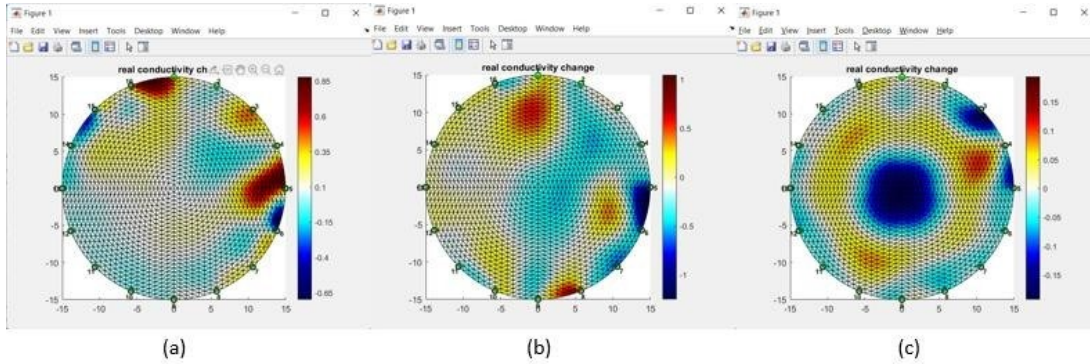 Figure 1
File Edit View Insert Tools Desktop Window Help
real conductivity ch
15
10
5
0
-5
-10
-15
-15 -10 -5 0 5 10 15
0.85
0.6
0.35
0.1
-0.15
-0.4
-0.65
(a)
Figure 1
File Edit View Insert Tools Desktop Window Help
real conductivity change
15
10
5
0
-5
-10
-15
-15 -10 -5 0 5 10 15
1
0.5
0
-0.5
-1
(b)
Figure 1
File Edit View Insert Tools Desktop Window Help
real conductivity change
15
10
5
0
-5
-10
-15
-15 -10 -5 0 5 10 15
0.15
0.1
0.05
0
-0.05
-0.1
-0.15
(c)